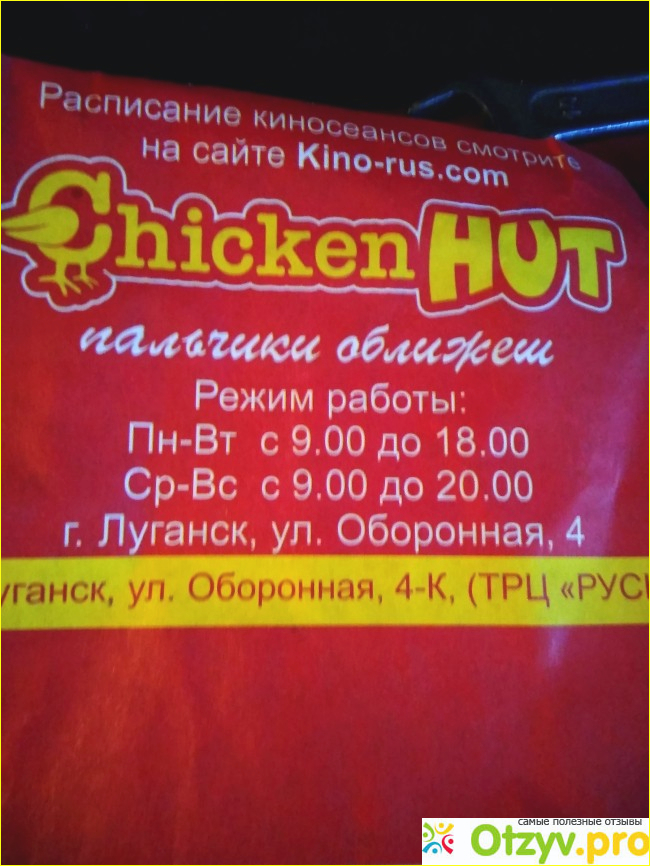 Расписание киносеансов смотрите
на сайте Kino-rus.com
Chicken HUT
пальчики оближеш
Режим работы:
Пн-Вт с 9.00 до 18.00
Ср-Вс с 9.00 до 20.00
г. Луганск, ул. Оборонная, 4
уганск, ул. Оборонная, 4-К, (ТРЦ «РУСЬ
самые полезные отзывы
Otzyv.pro